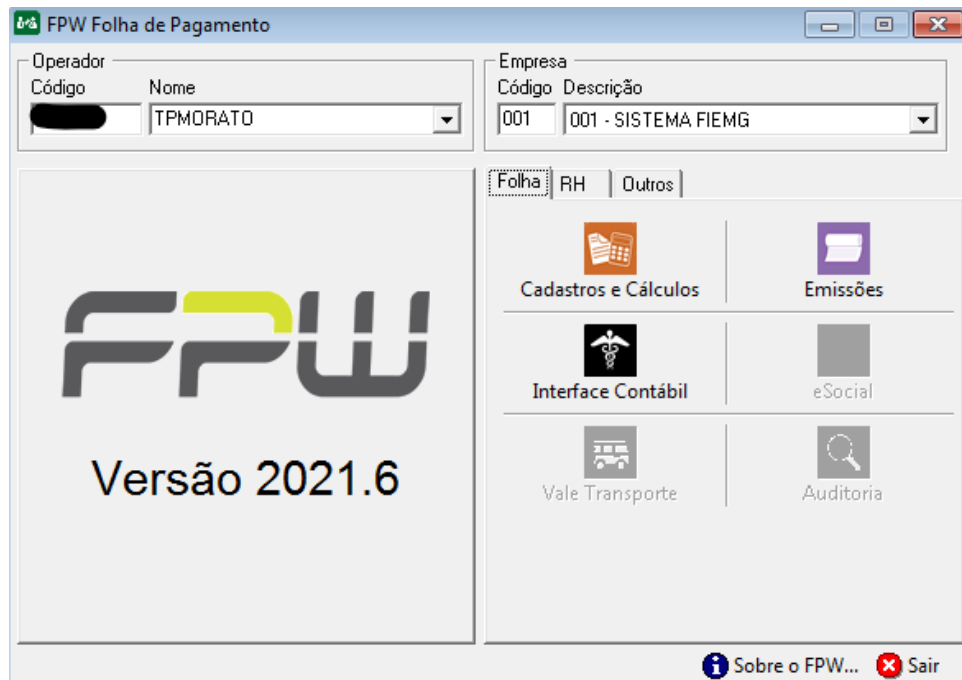 FPW Folha de Pagamento
Operador
Código Nome
TPMORATO
Empresa
Código Descrição
001 001 - SISTEMA FIEMG
FPW
Versão 2021.6
Folha RH Outros
Cadastros e Cálculos Emissões
Interface Contábil eSocial
Vale Transporte Auditoria
Sobre o FPW... Sair